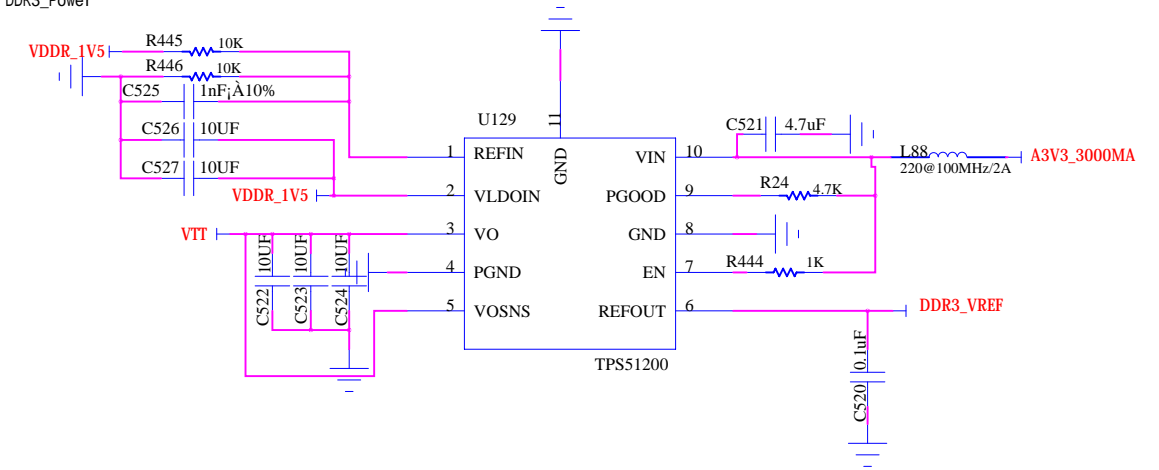 DDR3_Power
VDDR_1V5
R445
10K
R446
10K
C525
1nF¡À10%
C526
10UF
C527
10UF
VDDR_1V5
VTT
10UF
10UF
10UF
C522
C523
C524
U129
11
GND
1
REFIN
2
VLDOIN
3
VO
4
PGND
5
VOSNS
VIN
10
PGOOD
9
GND
8
EN
7
REFOUT
6
TPS51200
C521
4.7uF
L88
220@100MHz/2A
A3V3_3000MA
R24
4.7K
R444
1K
DDR3_VREF
0.1uF
C520